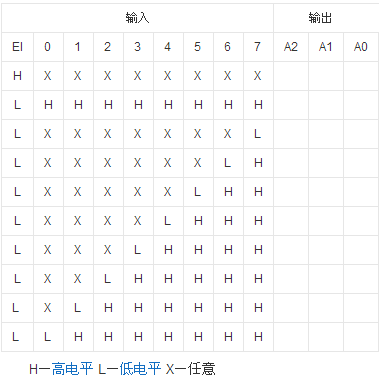 输入 输出
EI 0 1 2 3 4 5 6 7 A2 A1 A0
H X X X X X X X X
L H H H H H H H H
L X X X X X X X L
L X X X X X X L H
L X X X X X L H H
L X X X X L H H H
L X X X L H H H H
L X X L H H H H H
L X L H H H H H H
L L H H H H H H H
H一高电平 L一低电平 X一任意